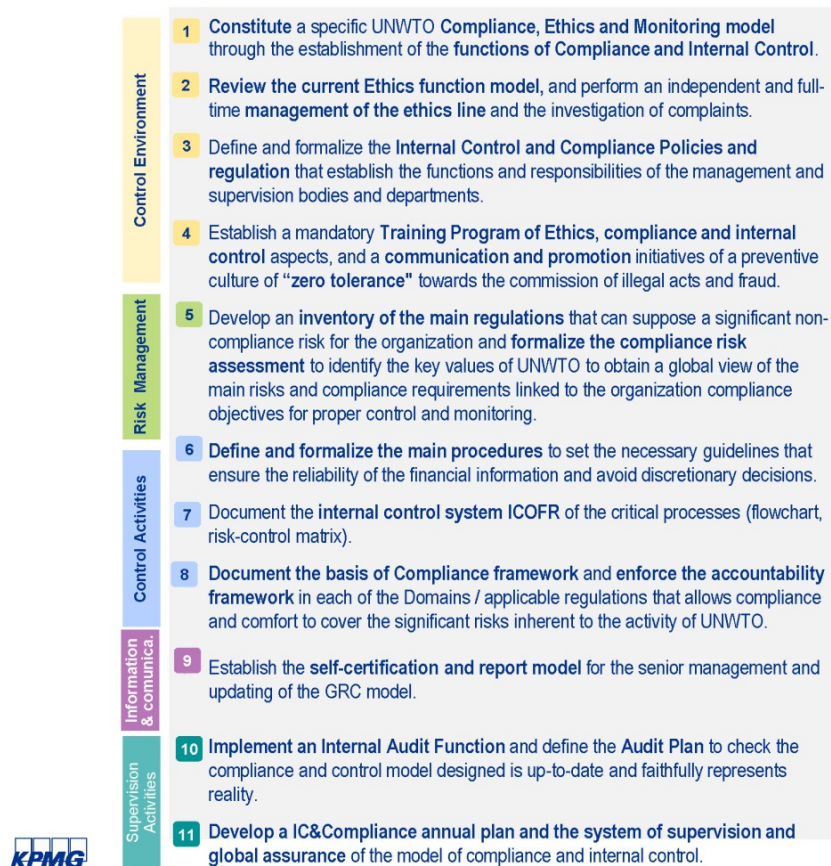 Control Environment
1 Constitute a specific UNWTO Compliance, Ethics and Monitoring model
through the establishment of the functions of Compliance and Internal Control.
2 Review the current Ethics function model, and perform an independent and full-
time management of the ethics line and the investigation of complaints.
3 Define and formalize the Internal Control and Compliance Policies and
regulation that establish the functions and responsibilities of the management and
supervision bodies and departments.
4 Establish a mandatory Training Program of Ethics, compliance and internal
control aspects, and a communication and promotion initiatives of a preventive
culture of “zero tolerance" towards the commission of illegal acts and fraud.
Risk Management
5 Develop an inventory of the main regulations that can suppose a significant non-
compliance risk for the organization and formalize the compliance risk
assessment to identify the key values of UNWTO to obtain a global view of the
main risks and compliance requirements linked to the organization compliance
objectives for proper control and monitoring.
Control Activities
6 Define and formalize the main procedures to set the necessary guidelines that
ensure the reliability of the financial information and avoid discretionary decisions.
7 Document the internal control system ICOFR of the critical processes (flowchart,
risk-control matrix).
8 Document the basis of Compliance framework and enforce the accountability
framework in each of the Domains / applicable regulations that allows compliance
and comfort to cover the significant risks inherent to the activity of UNWTO.
Information
& comunica.
9 Establish the self-certification and report model for the senior management and
updating of the GRC model.
Supervision
Activities
10 Implement an Internal Audit Function and define the Audit Plan to check the
compliance and control model designed is up-to-date and faithfully represents
reality.
11 Develop a IC&Compliance annual plan and the system of supervision and
global assurance of the model of compliance and internal control.
KPMG